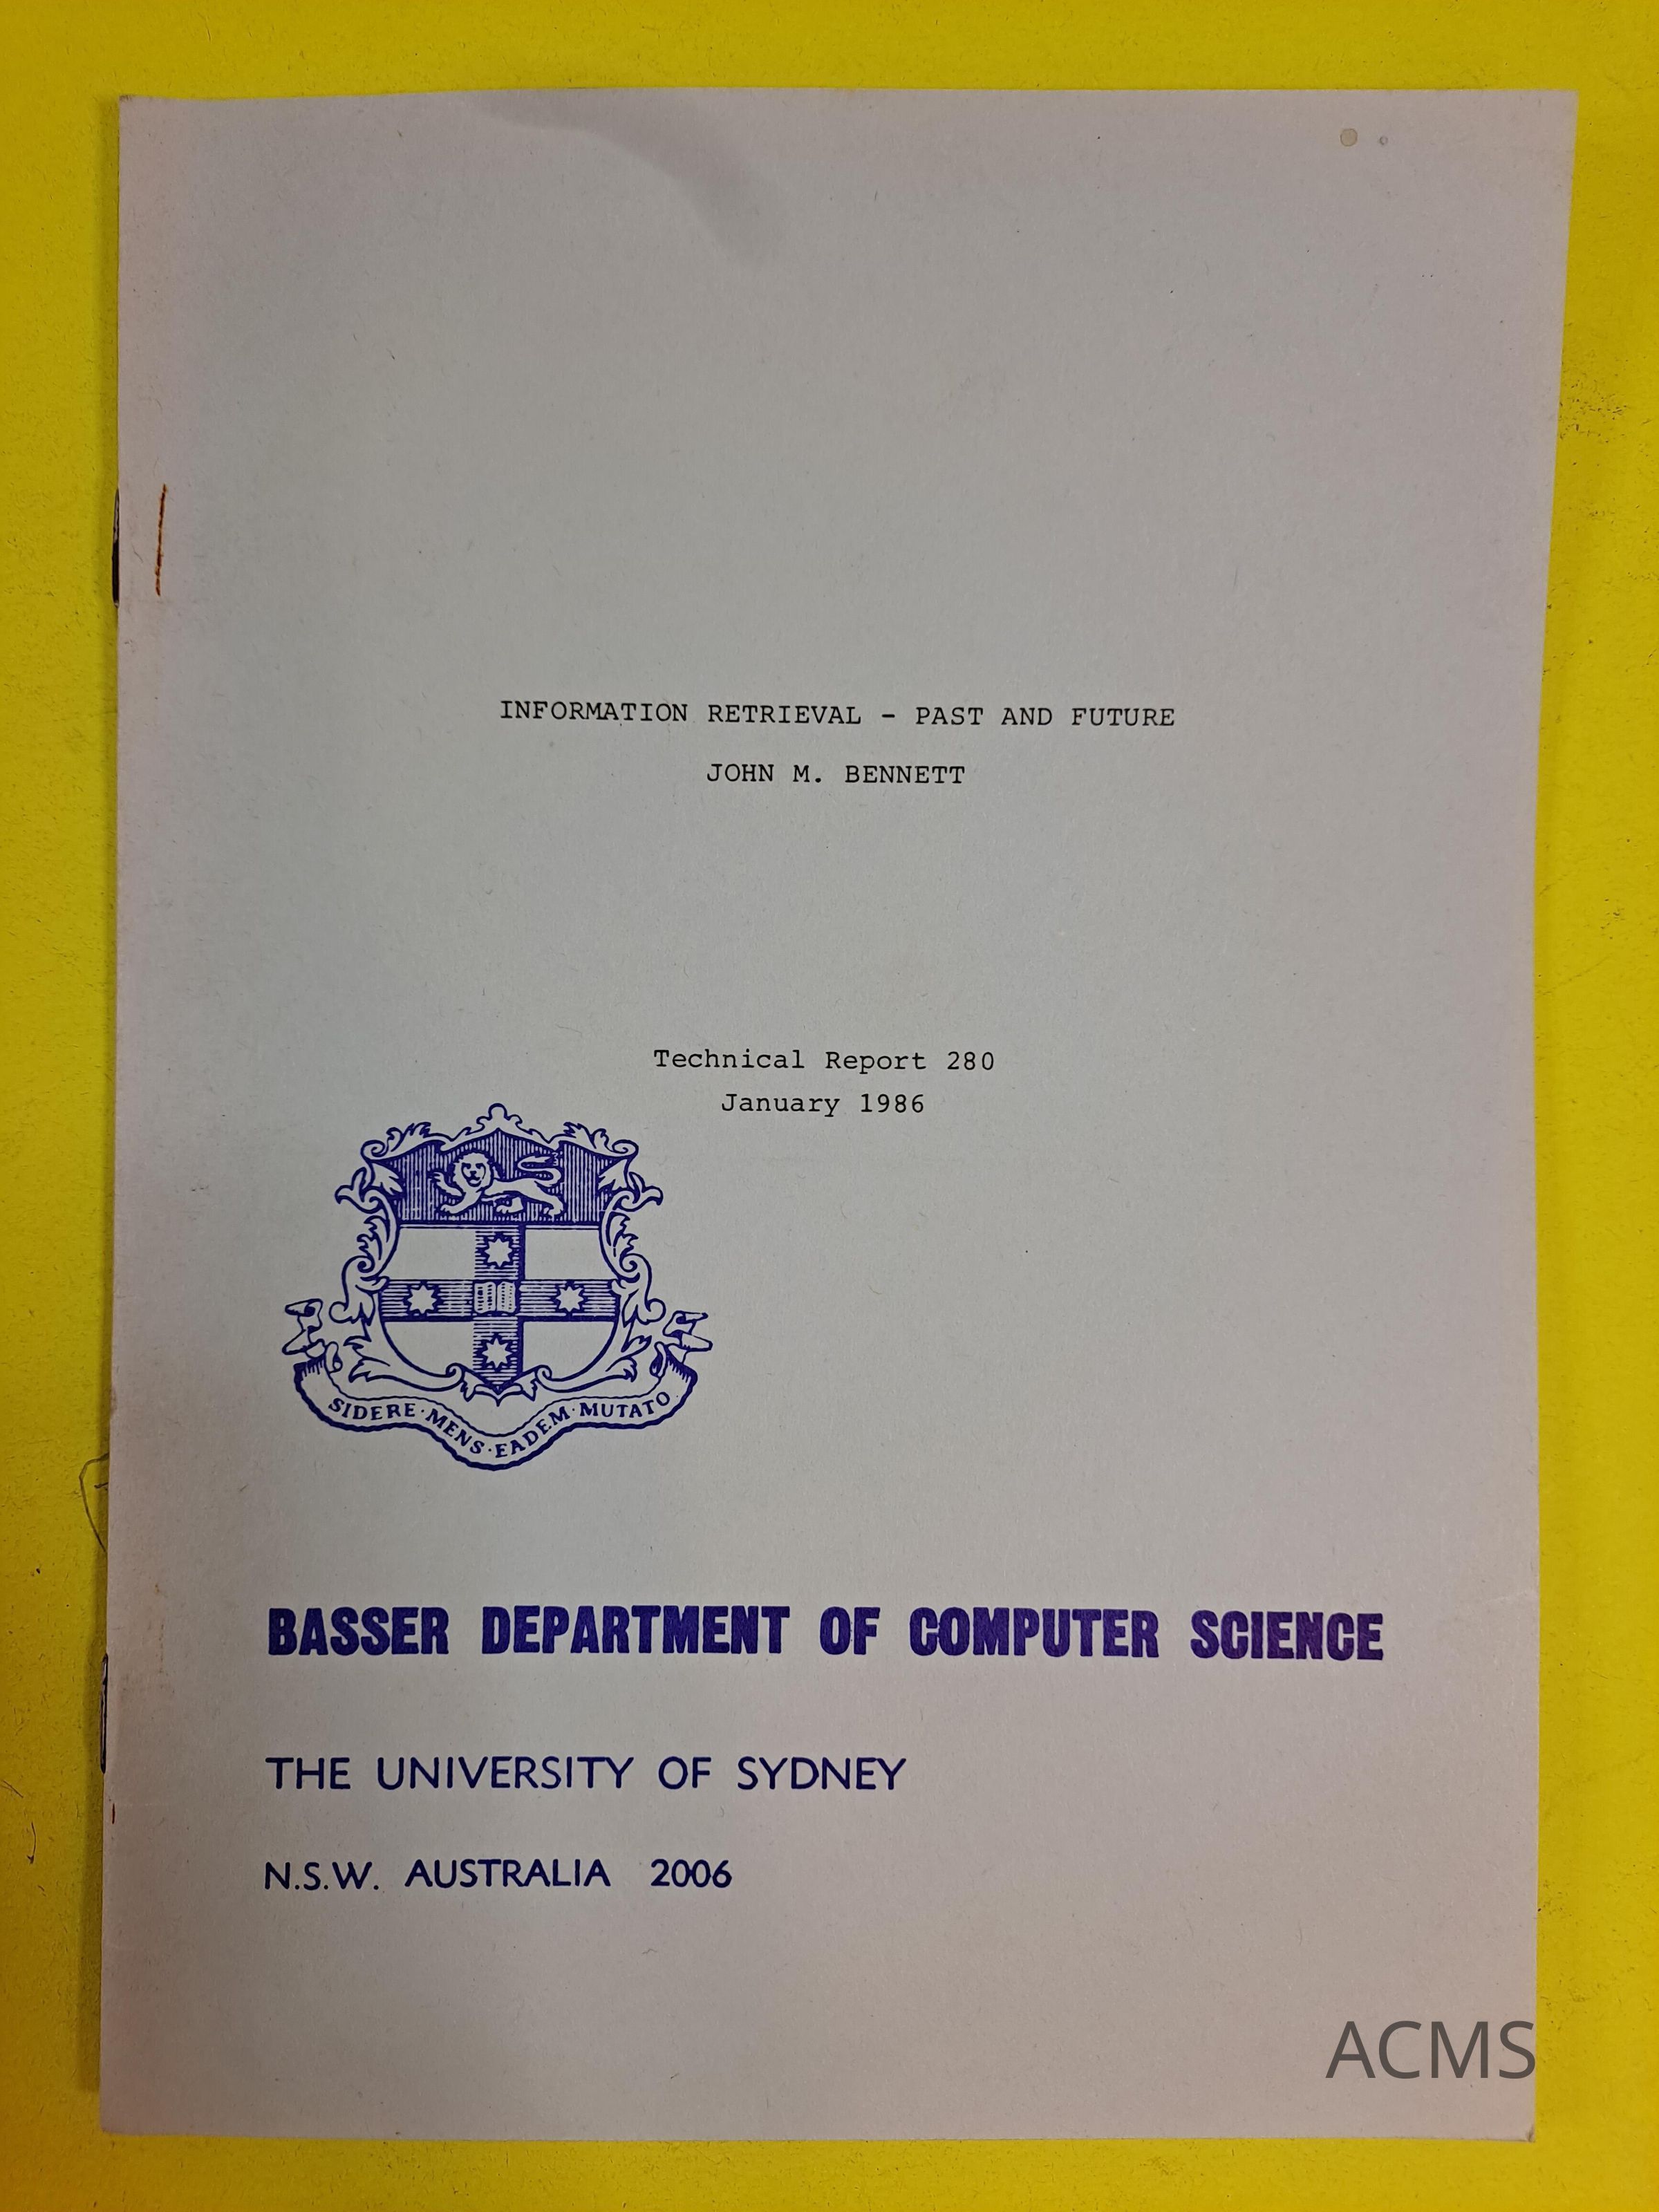 INFORMATION RETRIEVAL - PAST AND FUTURE
JOHN M. BENNETT
Technical Report 280
January 1986
SIDERE·MENS·EADEM·MUTATO
BASSER DEPARTMENT OF COMPUTER SCIENCE
THE UNIVERSITY OF SYDNEY
N.S.W. AUSTRALIA 2006
ACMS